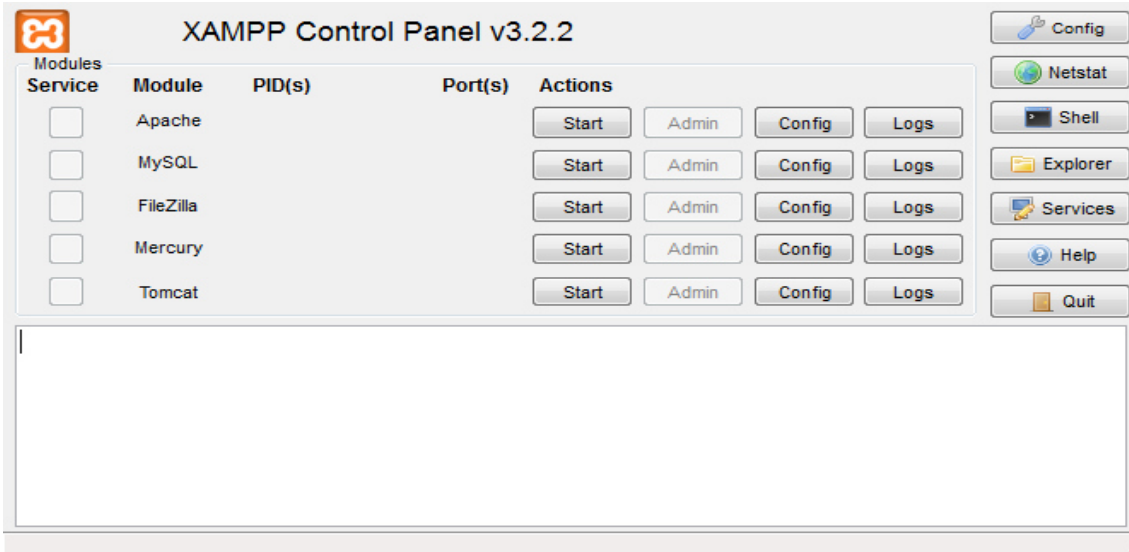 XAMPP Control Panel v3.2.2 Config
Modules
Service Module PID(s) Port(s) Actions Netstat
Apache Start Admin Config Logs Shell
MySQL Start Admin Config Logs Explorer
FileZilla Start Admin Config Logs Services
Mercury Start Admin Config Logs Help
Tomcat Start Admin Config Logs Quit